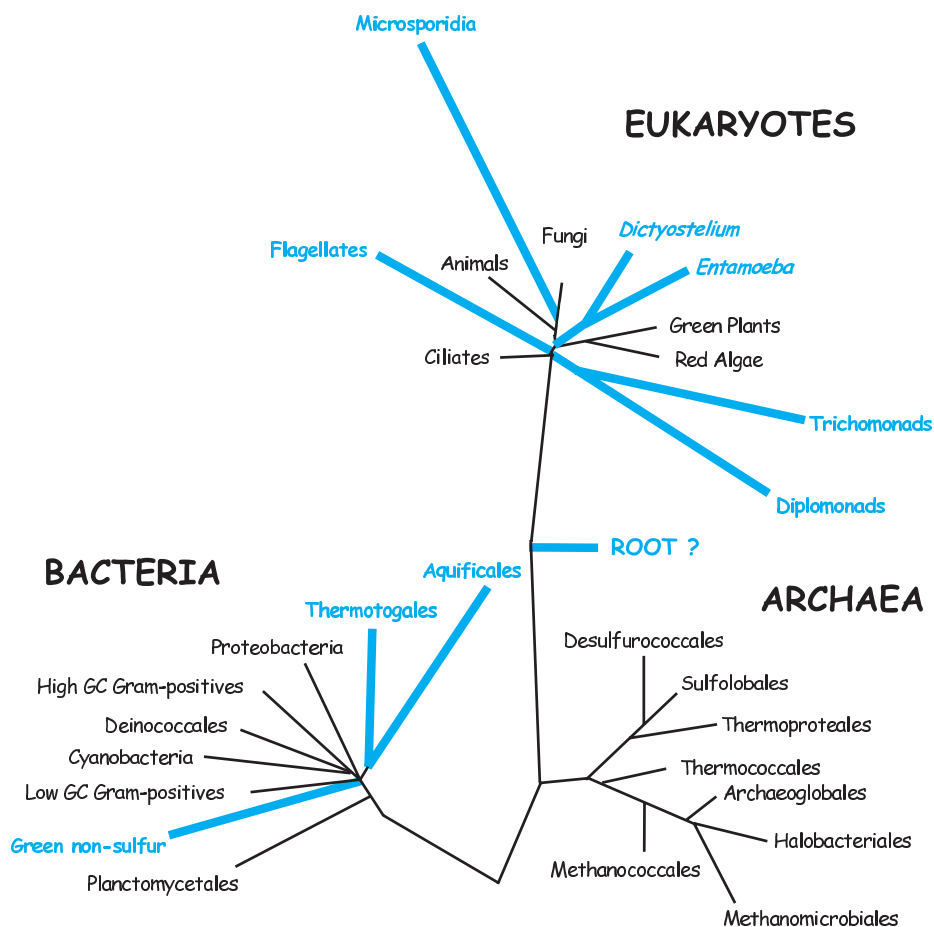 Microsporidia
EUKARYOTES
Dictyostelium
Fungi
Flagellates
Animals
Entamoeba
Green Plants
Ciliates
Red Algae
Trichomonads
Diplomonads
ROOT ?
BACTERIA
Aquificales
ARCHAEA
Thermotogales
Proteobacteria
Desulfurococcales
High GC Gram-positives
Sulfolobales
Deinococcales
Thermoproteales
Cyanobacteria
Thermococcales
Low GC Gram-positives
Archaeoglobales
Green non-sulfur
Halobacteriales
Planctomycetales
Methanococcales
Methanomicrobiales